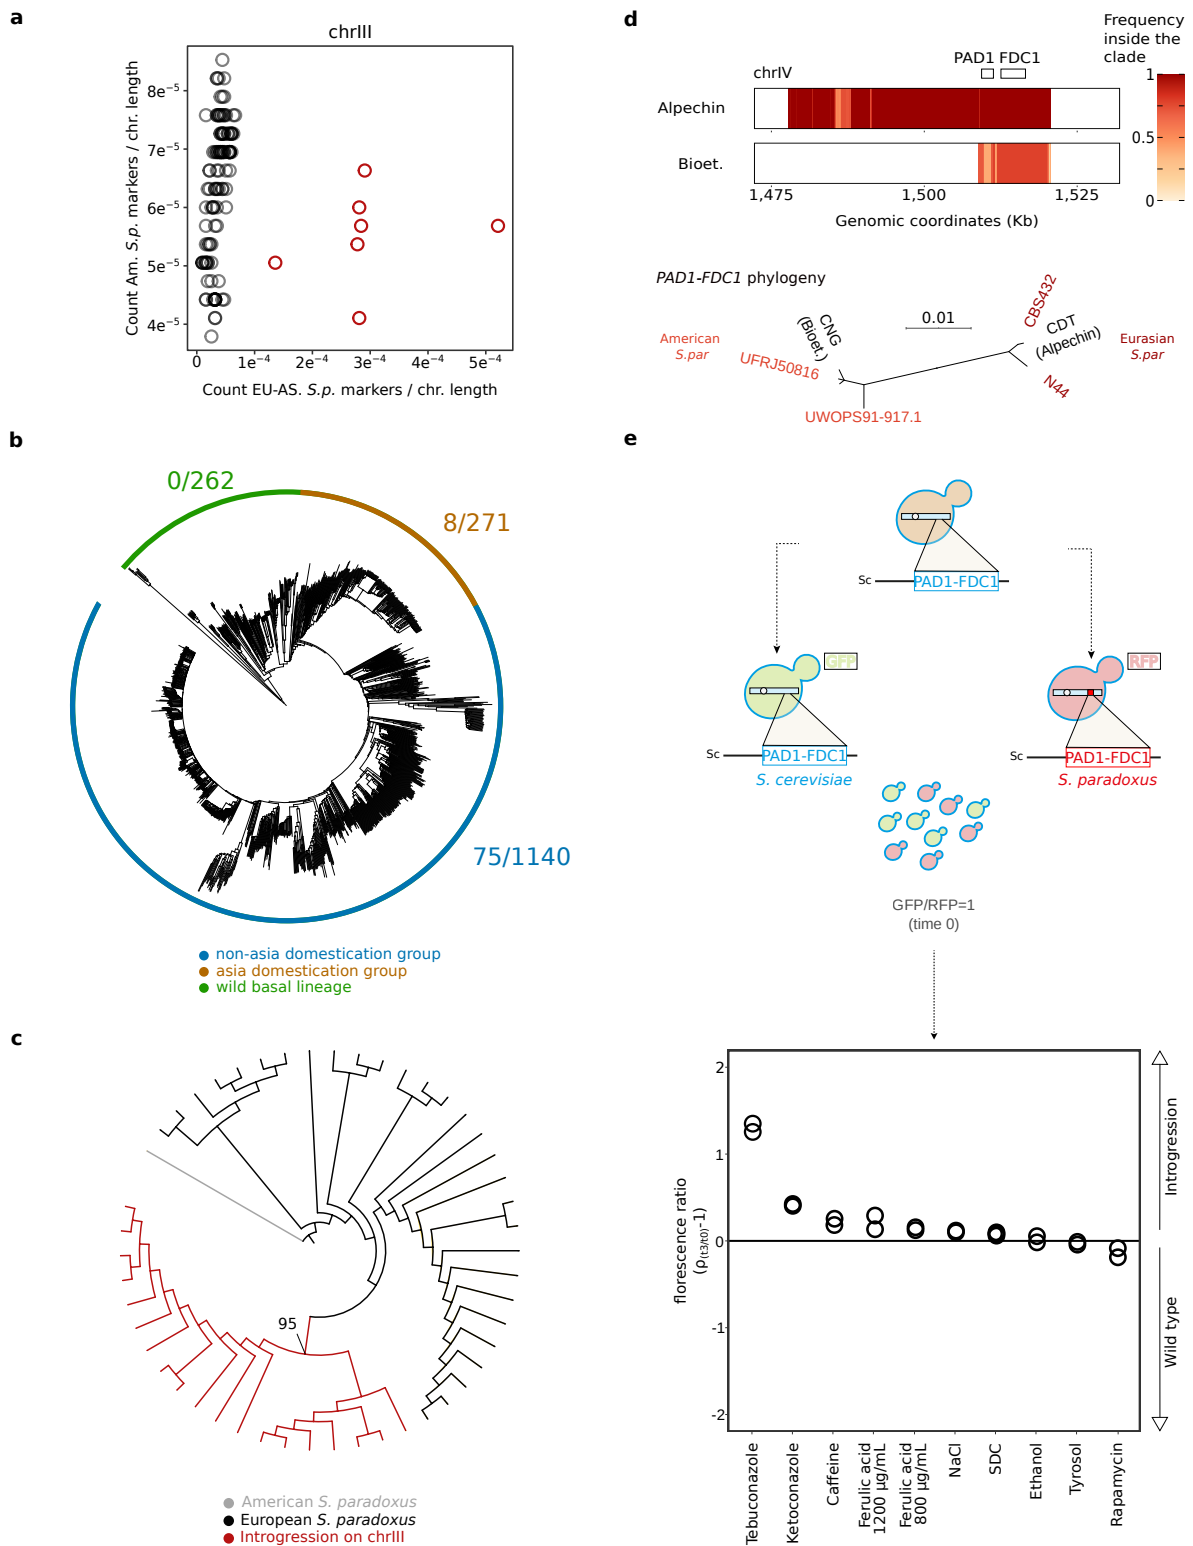 a
chrIII
Count Am. S.p. markers / chr. length
8e⁻⁵
7e⁻⁵
6e⁻⁵
5e⁻⁵
4e⁻⁵
0 1e⁻⁴ 2e⁻⁴ 3e⁻⁴ 4e⁻⁴ 5e⁻⁴
Count EU-AS. S.p. markers / chr. length
b
0/262
8/271
75/1140
non-asia domestication group
asia domestication group
wild basal lineage
c
95
American S. paradoxus
European S. paradoxus
Introgression on chrIII
d
Frequency
inside the
clade
PAD1 FDC1
chrIV
Alpechin
Bioet.
1
0.5
0
1,475 1,500 1,525
Genomic coordinates (Kb)
PAD1-FDC1 phylogeny
0.01
American
S.par
CNG
(Bioet.)
UFRJ50816
UWOPS91-917.1
CBS432
CDT
(Alpechin)
N44
Eurasian
S.par
e
Sc PAD1-FDC1
GFP
RFP
Sc PAD1-FDC1
S. cerevisiae
Sc PAD1-FDC1
S. paradoxus
GFP/RFP=1
(time 0)
florescence ratio
(ρ(t3/t0)-1)
2
1
0
-1
-2
Introgression
Wild type
Tebuconazole
Ketoconazole
Caffeine
Ferulic acid
1200 µg/mL
Ferulic acid
800 µg/mL
NaCl
SDC
Ethanol
Tyrosol
Rapamycin